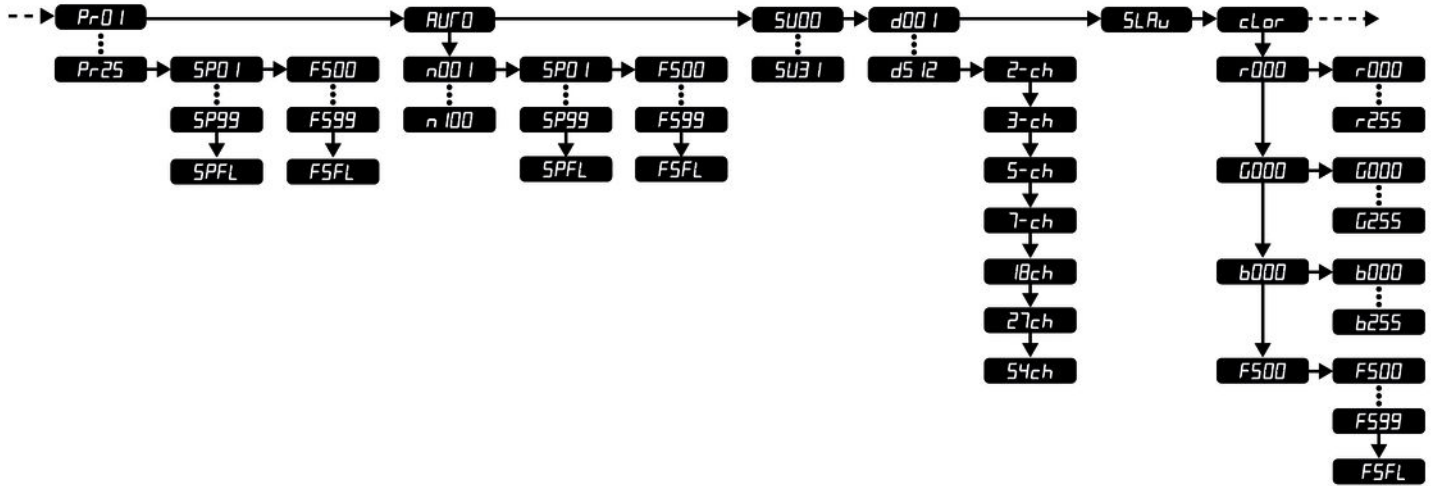 Pr01 AUTO SU00 d001 SLAv cLor
Pr25 SP01 FS00 n001 SP01 FS00 SU31 d512 2-ch r000 r000
SP99 FS99 n100 SP99 FS99 3-ch r255
SPFL FSFL SPFL FSFL 5-ch G000 G000
7-ch G255
18ch b000 b000
27ch b255
54ch FS00 FS00
FS99
FSFL